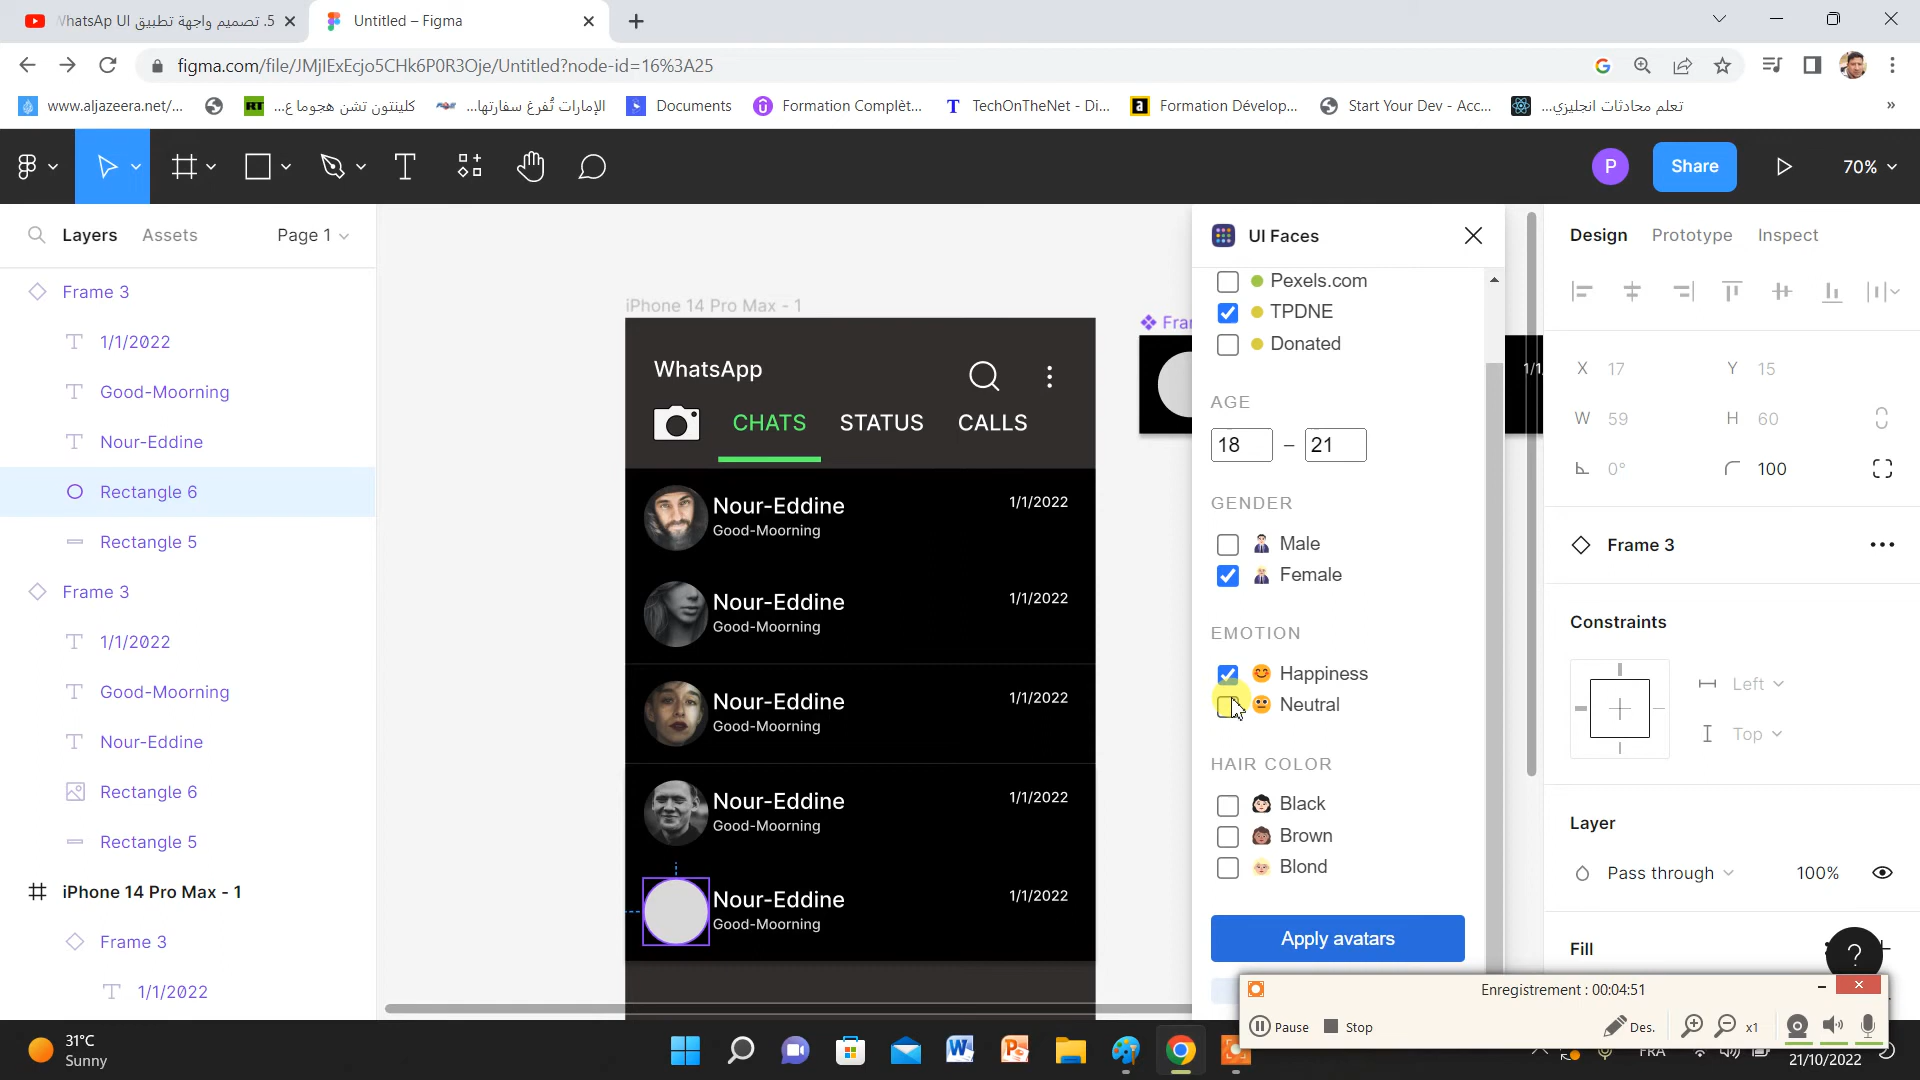 5. تصميم واجهة تطبيق WhatsAp UI
Untitled – Figma
figma.com/file/JMjIExEcjo5CHk6P0R3Oje/Untitled?node-id=16%3A25
www.aljazeera.net/...
RT
كلينتون تشن هجوما ع...
الإمارات تُفرغ سفارتها...
Documents
Formation Complèt...
TechOnTheNet - Di...
Formation Dévelop...
Start Your Dev - Acc...
تعلم محادثات انجليزي...
»
P
Share
70%
Layers
Assets
Page 1
UI Faces
Design
Prototype
Inspect
Frame 3
1/1/2022
Good-Moorning
Nour-Eddine
Rectangle 6
Rectangle 5
Frame 3
1/1/2022
Good-Moorning
Nour-Eddine
Rectangle 6
Rectangle 5
iPhone 14 Pro Max - 1
Frame 3
1/1/2022
iPhone 14 Pro Max - 1
WhatsApp
CHATS
STATUS
CALLS
Nour-Eddine
1/1/2022
Good-Moorning
Nour-Eddine
1/1/2022
Good-Moorning
Nour-Eddine
1/1/2022
Good-Moorning
Nour-Eddine
1/1/2022
Good-Moorning
Nour-Eddine
1/1/2022
Good-Moorning
Pexels.com
TPDNE
Donated
AGE
18 – 21
GENDER
Male
Female
EMOTION
Happiness
Neutral
HAIR COLOR
Black
Brown
Blond
Apply avatars
X 17
Y 15
W 59
H 60
0°
100
Frame 3
Constraints
Left
Top
Layer
Pass through
100%
Fill
?
Enregistrement : 00:04:51
Pause
Stop
Des.
x1
31°C
Sunny
FRA
21/10/2022